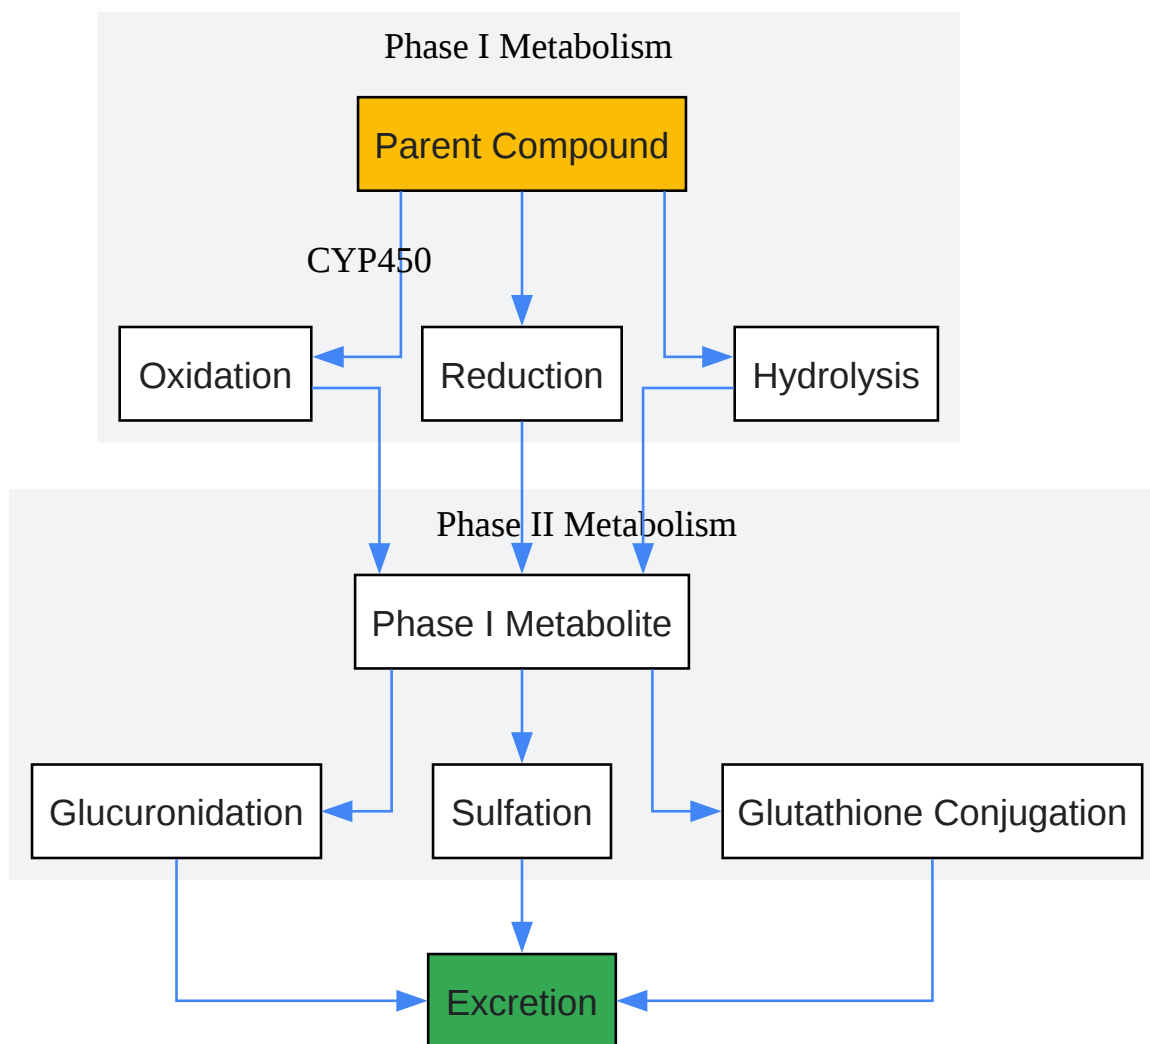 Phase I Metabolism
Parent Compound
CYP450
Oxidation
Reduction
Hydrolysis
Phase II Metabolism
Phase I Metabolite
Glucuronidation
Sulfation
Glutathione Conjugation
Excretion